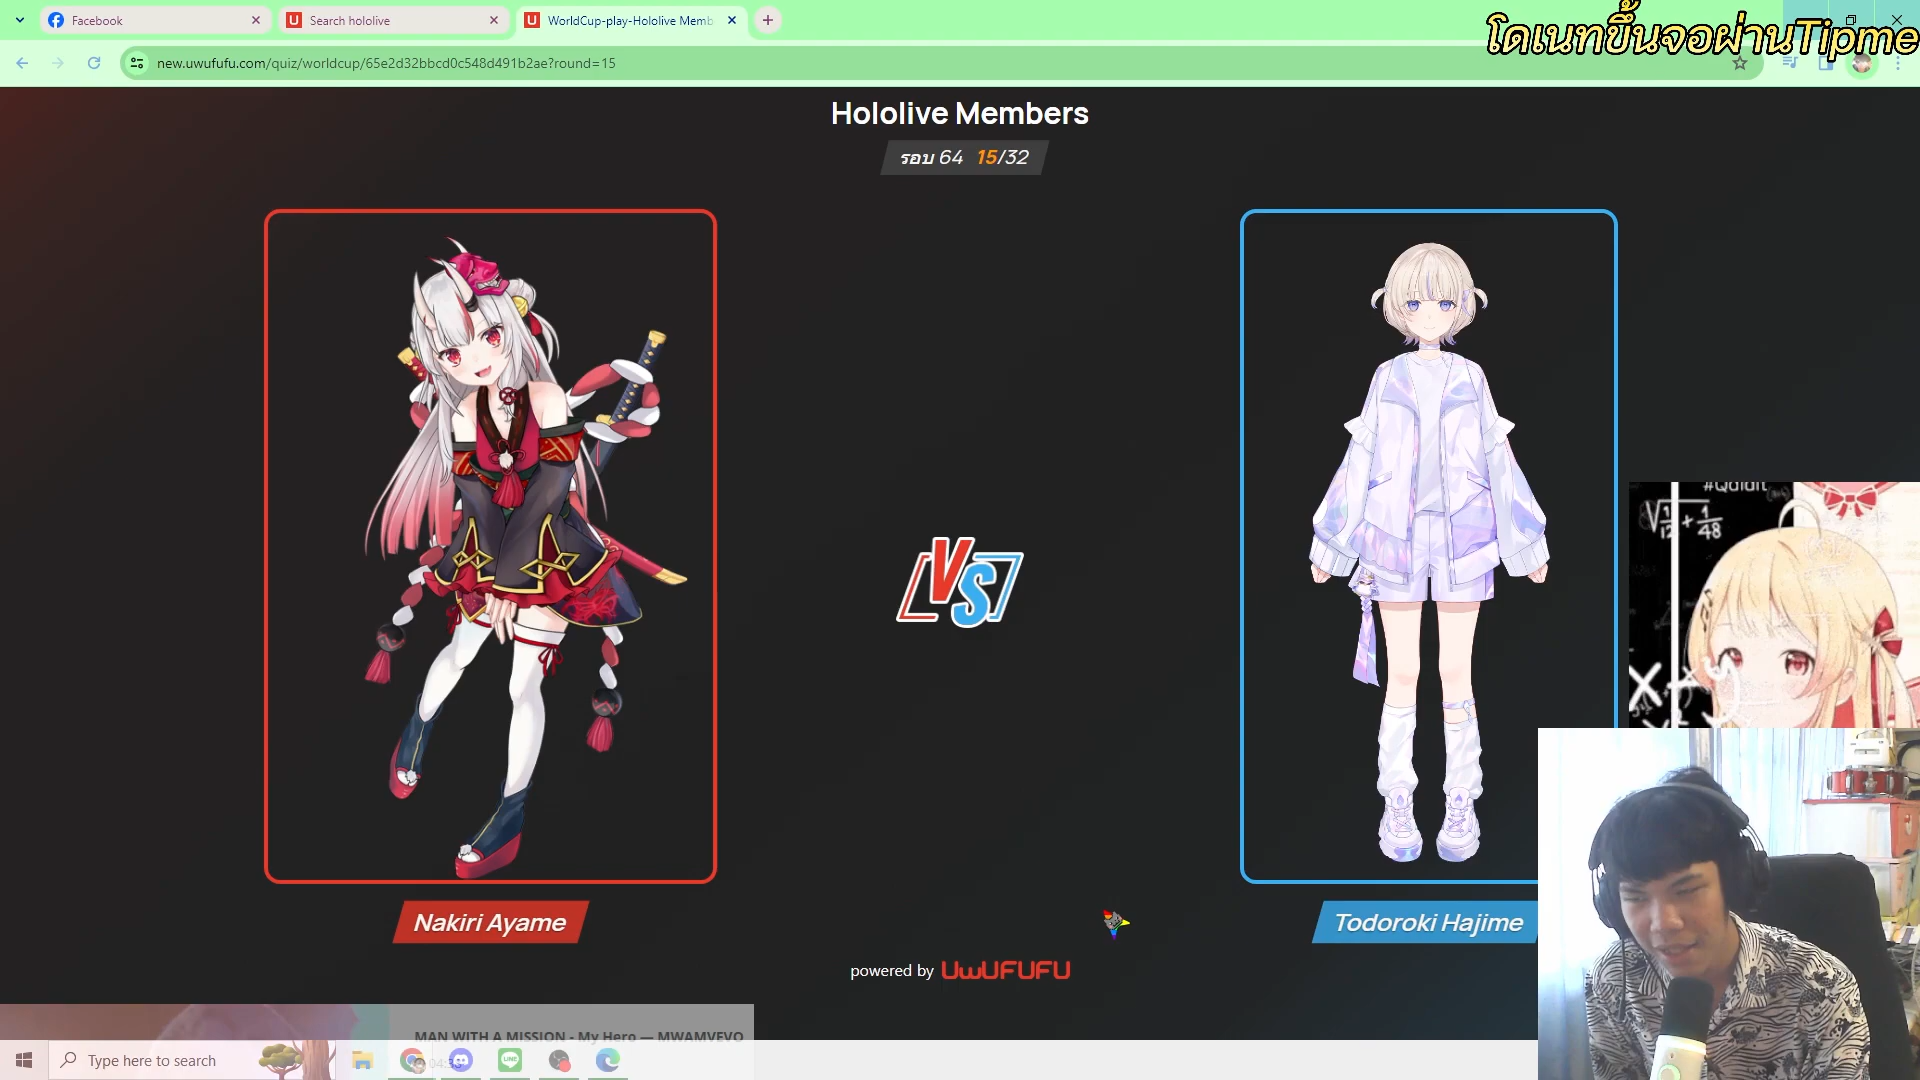 Facebook
Search hololive
WorldCup-play-Hololive Memb
โดเนทขึ้นจอผ่านTipme
new.uwufufu.com/quiz/worldcup/65e2d32bbcd0c548d491b2ae?round=15
Hololive Members
รอบ 64 15/32
VS
Nakiri Ayame
Todoroki Hajime
powered by UwUFUFU
MAN WITH A MISSION - My Hero — MWAMVEVO
Type here to search
LINE